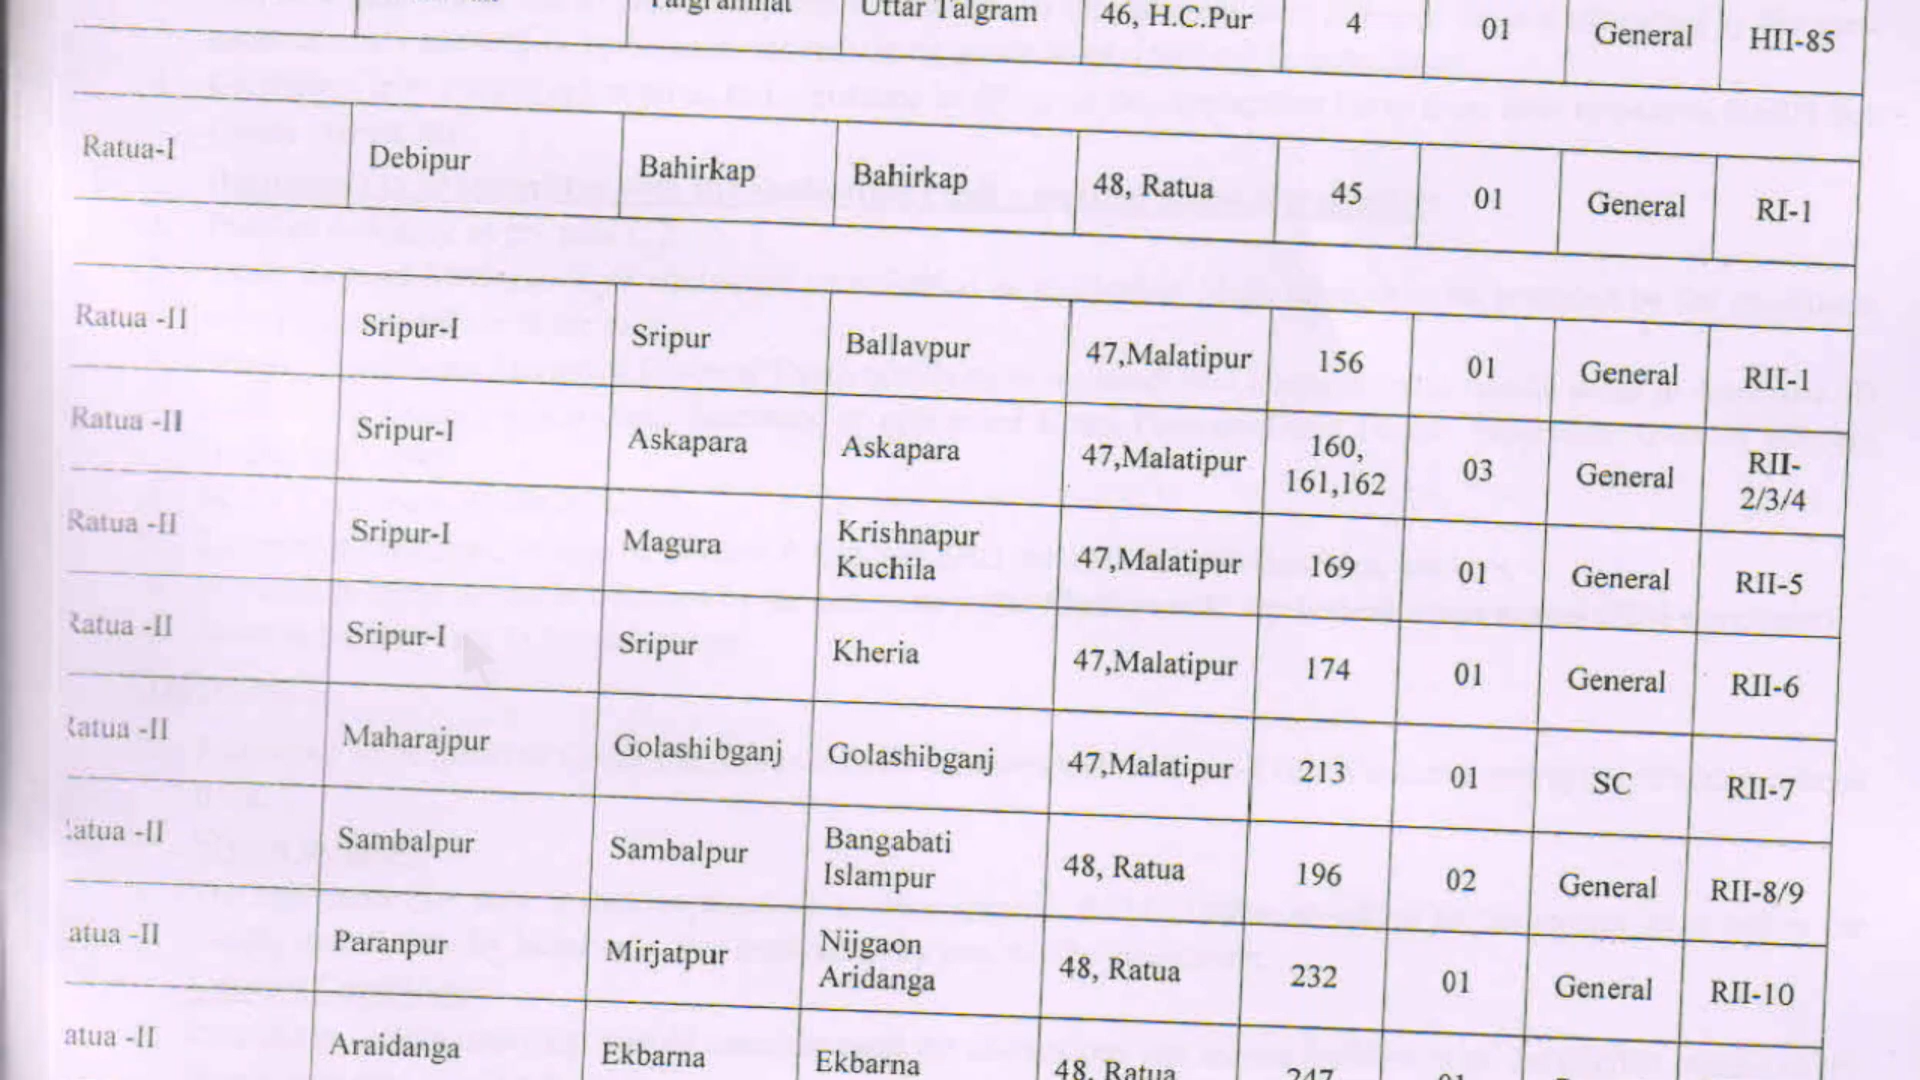 Uttar Talgram 46, H.C.Pur 4 01 General HII-85
Ratua-I Debipur Bahirkap Bahirkap 48, Ratua 45 01 General RI-1
Ratua -II Sripur-I Sripur Ballavpur 47,Malatipur 156 01 General RII-1
Ratua -II Sripur-I Askapara Askapara 47,Malatipur 160, 161,162 03 General RII-2/3/4
Ratua -II Sripur-I Magura Krishnapur Kuchila 47,Malatipur 169 01 General RII-5
Ratua -II Sripur-I Sripur Kheria 47,Malatipur 174 01 General RII-6
Ratua -II Maharajpur Golashibganj Golashibganj 47,Malatipur 213 01 SC RII-7
atua -II Sambalpur Sambalpur Bangabati Islampur 48, Ratua 196 02 General RII-8/9
atua -II Paranpur Mirjatpur Nijgaon Aridanga 48, Ratua 232 01 General RII-10
atua -II Araidanga Ekbarna Ekbarna 48, Ratua 247